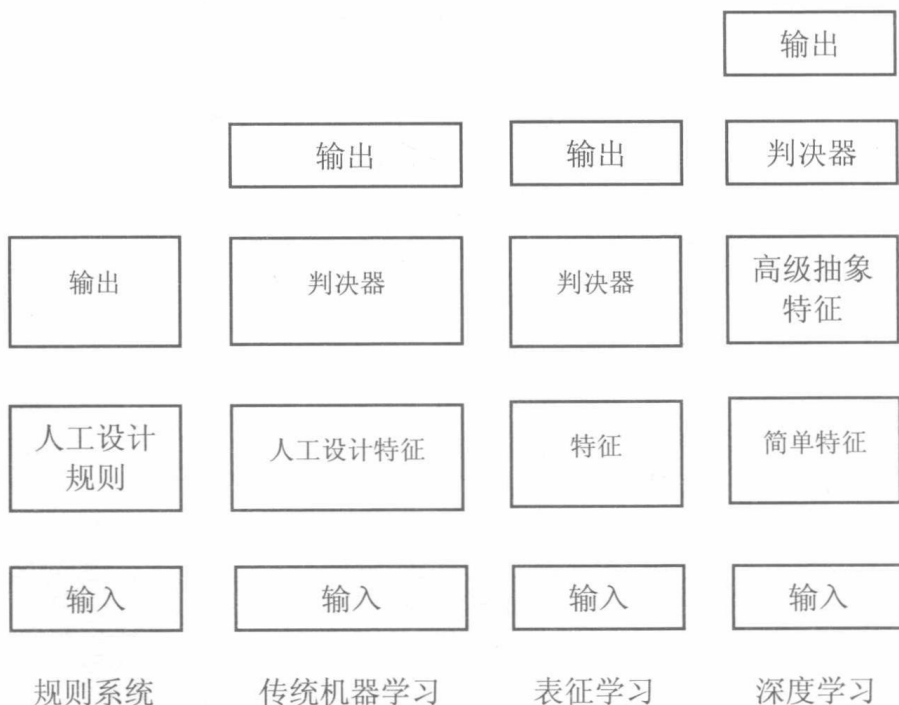 输出
输出
输出
判决器
输出
判决器
判决器
高级抽象
特征
人工设计
规则
人工设计特征
特征
简单特征
输入
输入
输入
输入
规则系统
传统机器学习
表征学习
深度学习